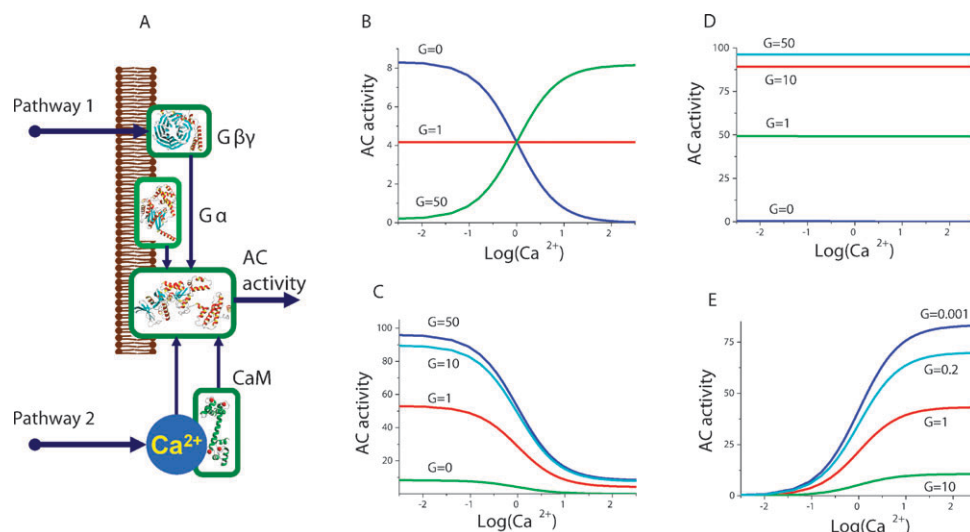 A
Pathway 1
G βγ
G α
AC
activity
CaM
Pathway 2
Ca²⁺
B
G=0
G=1
G=50
AC activity
8
6
4
2
0
-2
-1
0
1
2
Log(Ca ²⁺)
C
G=50
G=10
G=1
G=0
AC activity
100
80
60
40
20
-2
-1
0
1
2
Log(Ca ²⁺)
D
G=50
G=10
G=1
G=0
AC activity
100
75
50
25
0
-2
-1
0
1
2
Log(Ca ²⁺)
E
G=0.001
G=0.2
G=1
G=10
AC activity
75
50
25
0
-2
-1
0
1
2
Log(Ca ²⁺)